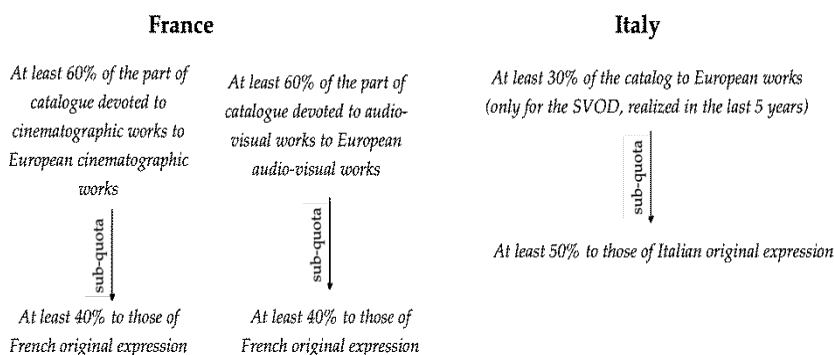 France
At least 60% of the part of
catalogue devoted to
cinematographic works to
European cinematographic
works
sub-quota
At least 40% to those of
French original expression
At least 60% of the part of
catalogue devoted to audio-
visual works to European
audio-visual works
sub-quota
At least 40% to those of
French original expression
Italy
At least 30% of the catalog to European works
(only for the SVOD, realized in the last 5 years)
sub-quota
At least 50% to those of Italian original expression